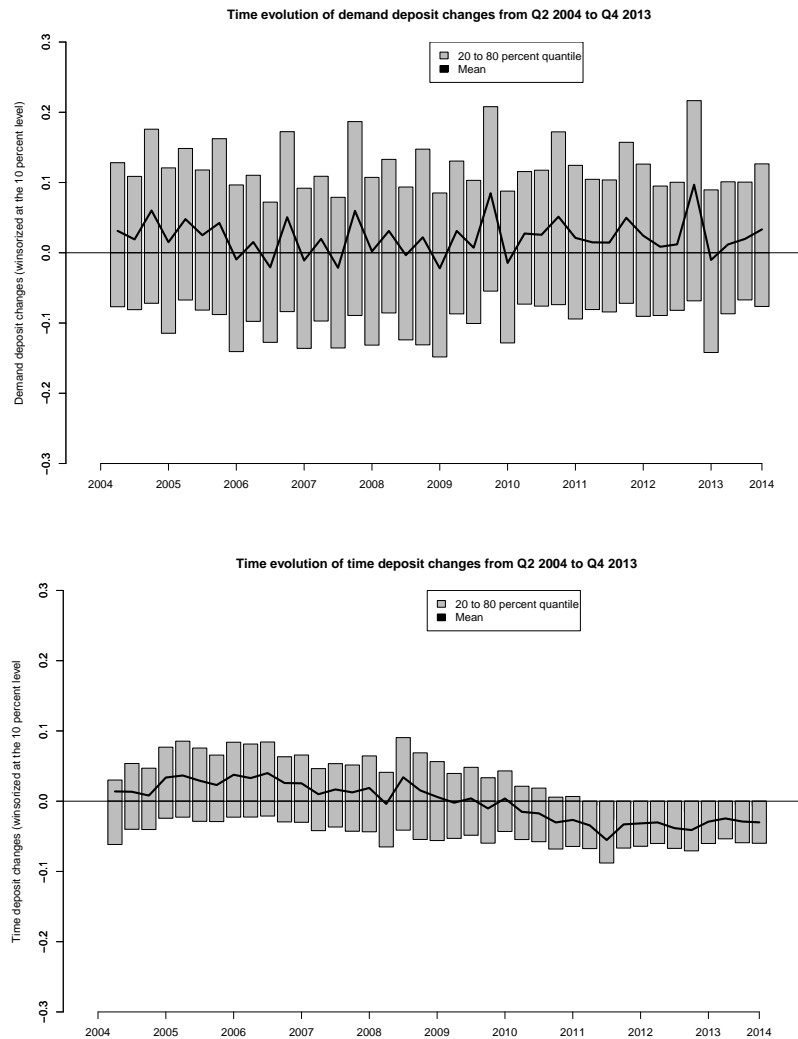 Time evolution of demand deposit changes from Q2 2004 to Q4 2013
Demand deposit changes (winsorized at the 10 percent level)
0.3
0.2
0.1
0.0
−0.1
−0.2
−0.3
20 to 80 percent quantile
Mean
2004 2005 2006 2007 2008 2009 2010 2011 2012 2013 2014
Time evolution of time deposit changes from Q2 2004 to Q4 2013
Time deposit changes (winsorized at the 10 percent level
0.3
0.2
0.1
0.0
−0.1
−0.2
−0.3
20 to 80 percent quantile
Mean
2004 2005 2006 2007 2008 2009 2010 2011 2012 2013 2014